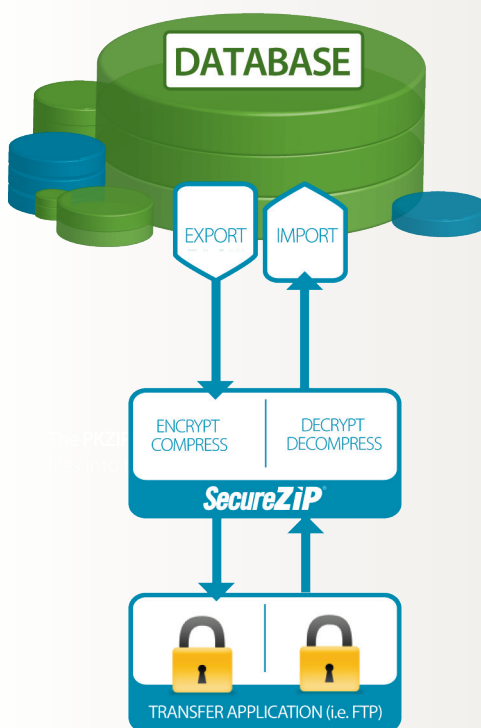 DATABASE
EXPORT
IMPORT
ENCRYPT
COMPRESS
DECRYPT
DECOMPRESS
SecureZIP®
TRANSFER APPLICATION (i.e. FTP)